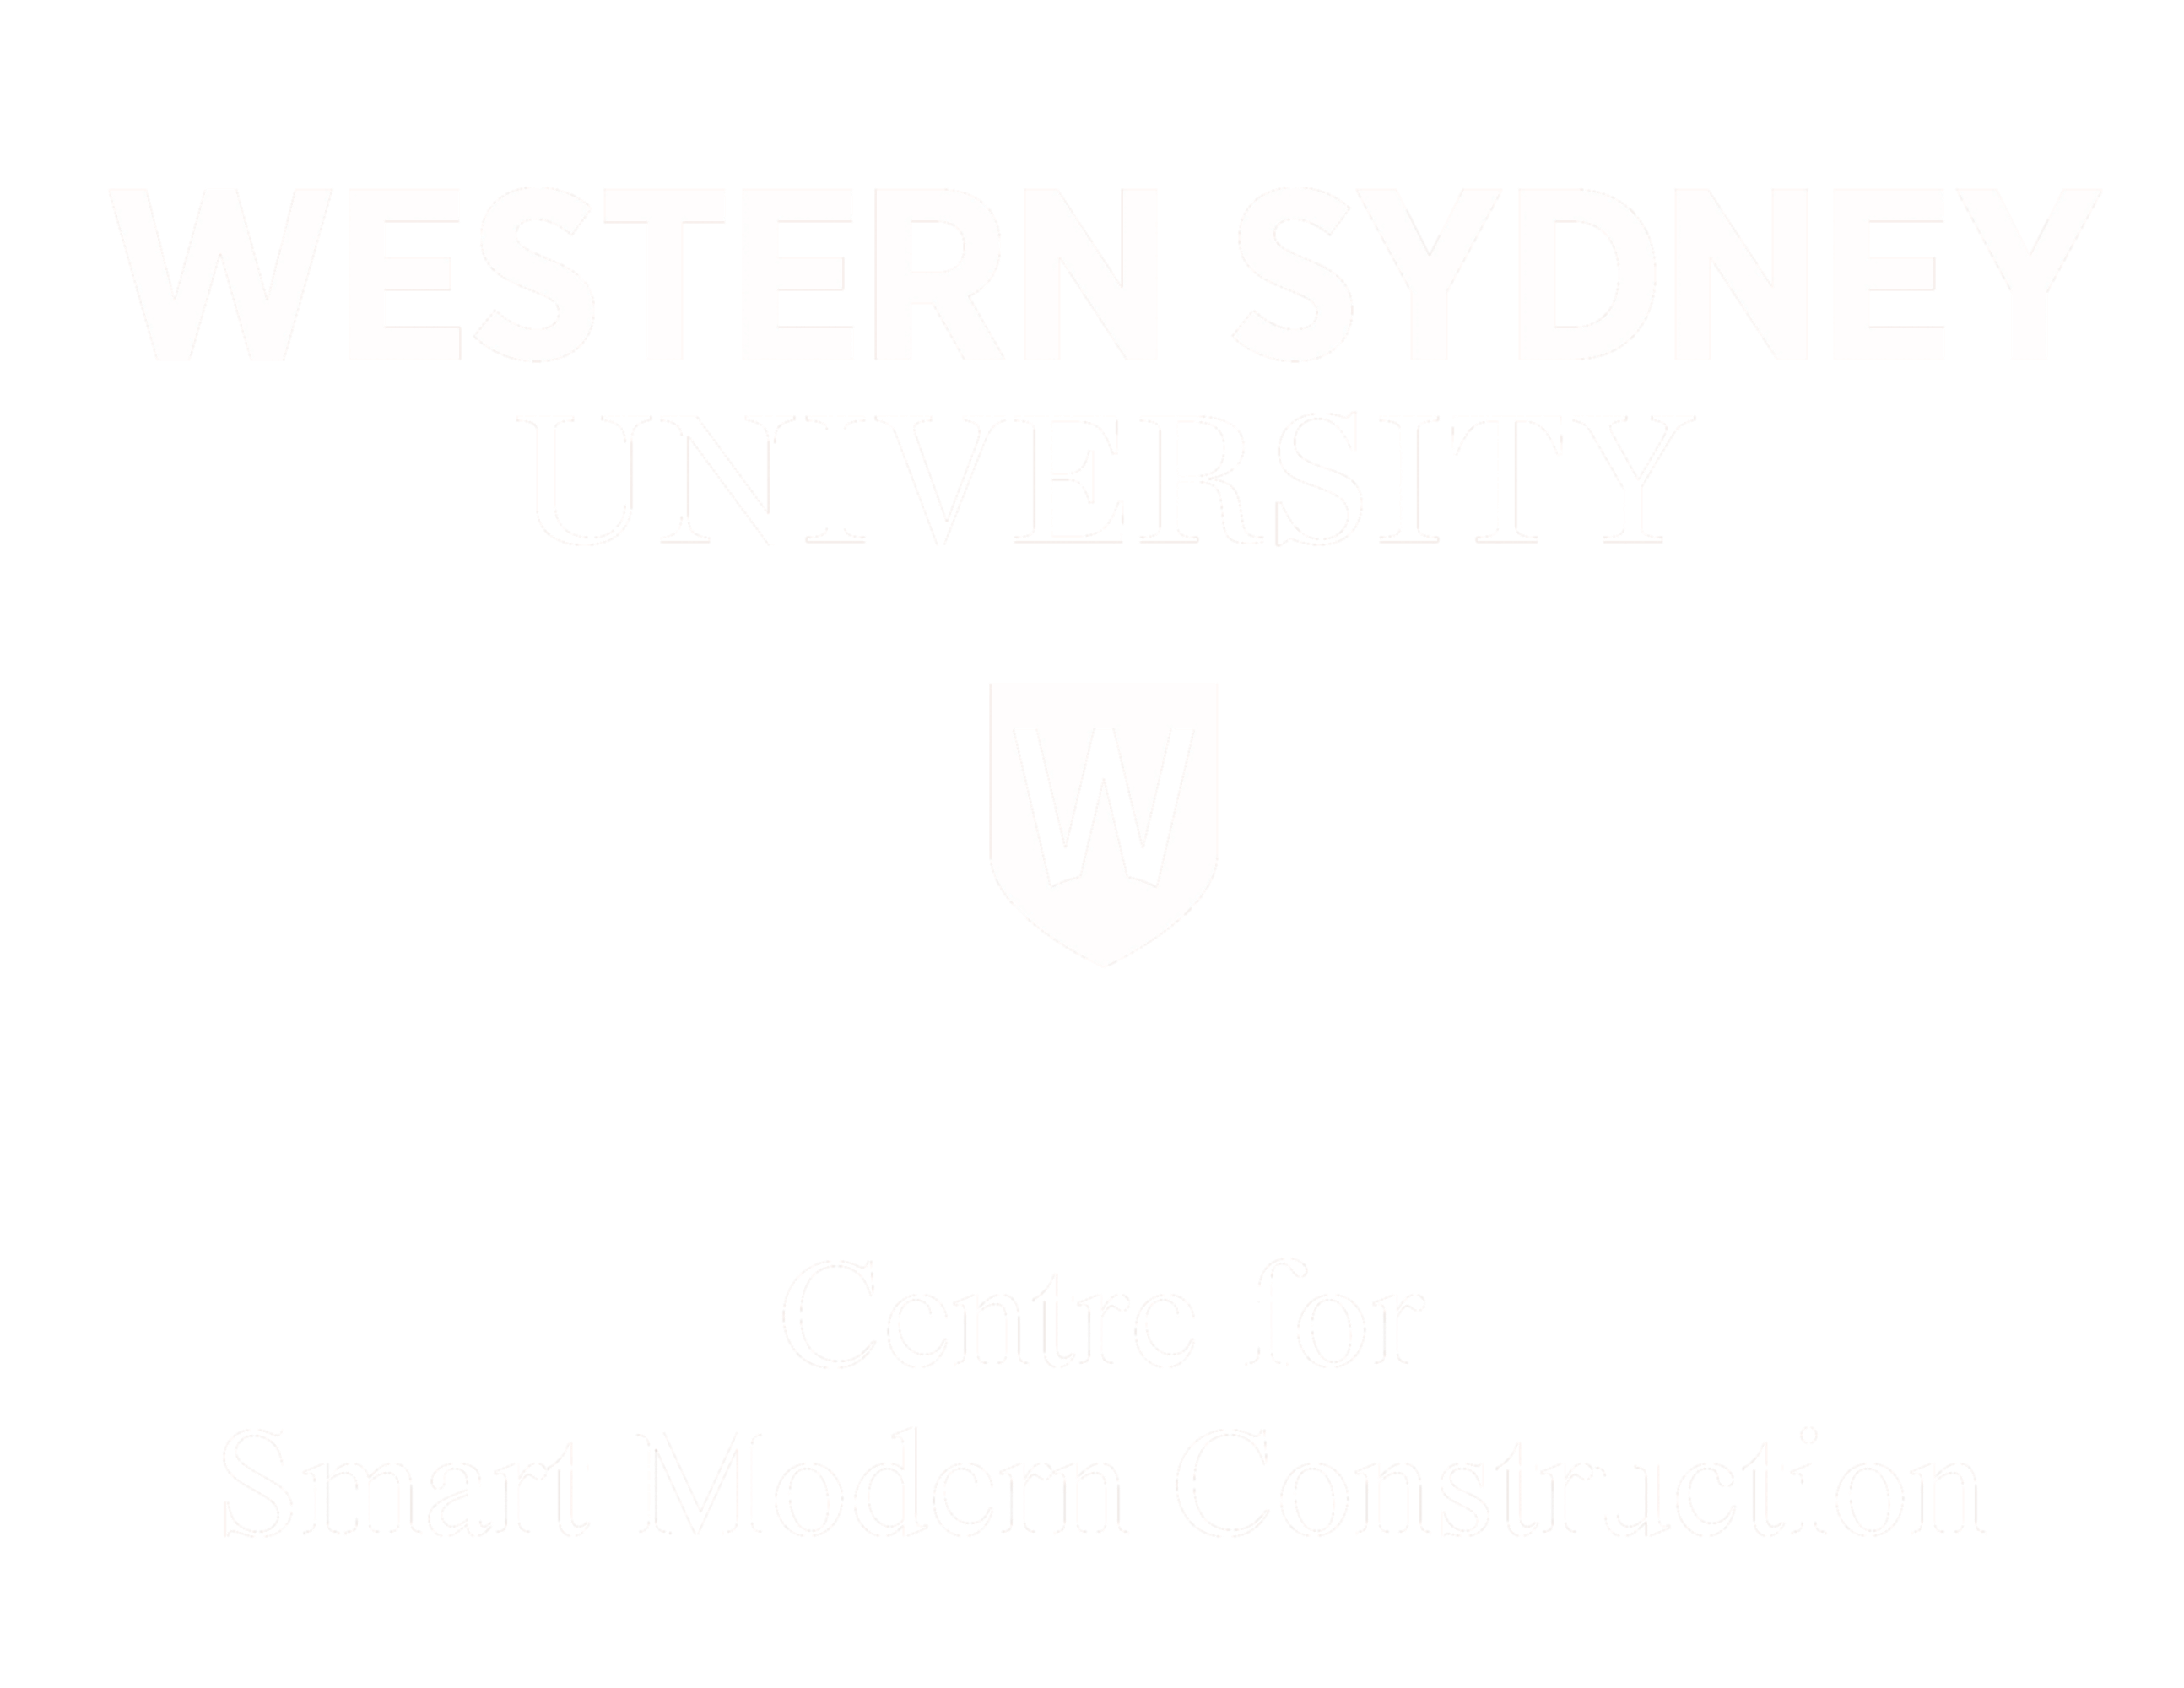 WESTERN SYDNEY
UNIVERSITY
W
Centre for
Smart Modern Construction